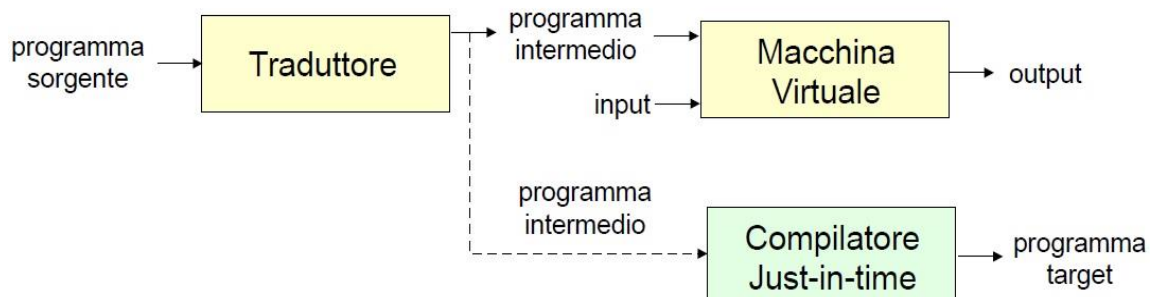 programma
sorgente
Traduttore
programma
intermedio
input
Macchina
Virtuale
output
programma
intermedio
Compilatore
Just-in-time
programma
target